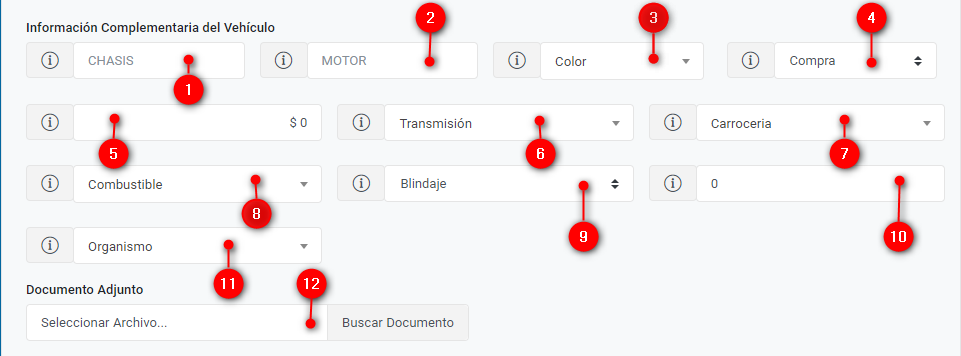 Información Complementaria del Vehículo
CHASIS MOTOR Color Compra
1 2 3 4
$ 0 Transmisión Carroceria
5 6 7
Combustible Blindaje 0
8 9 10
Organismo
11 12
Documento Adjunto
Seleccionar Archivo... Buscar Documento